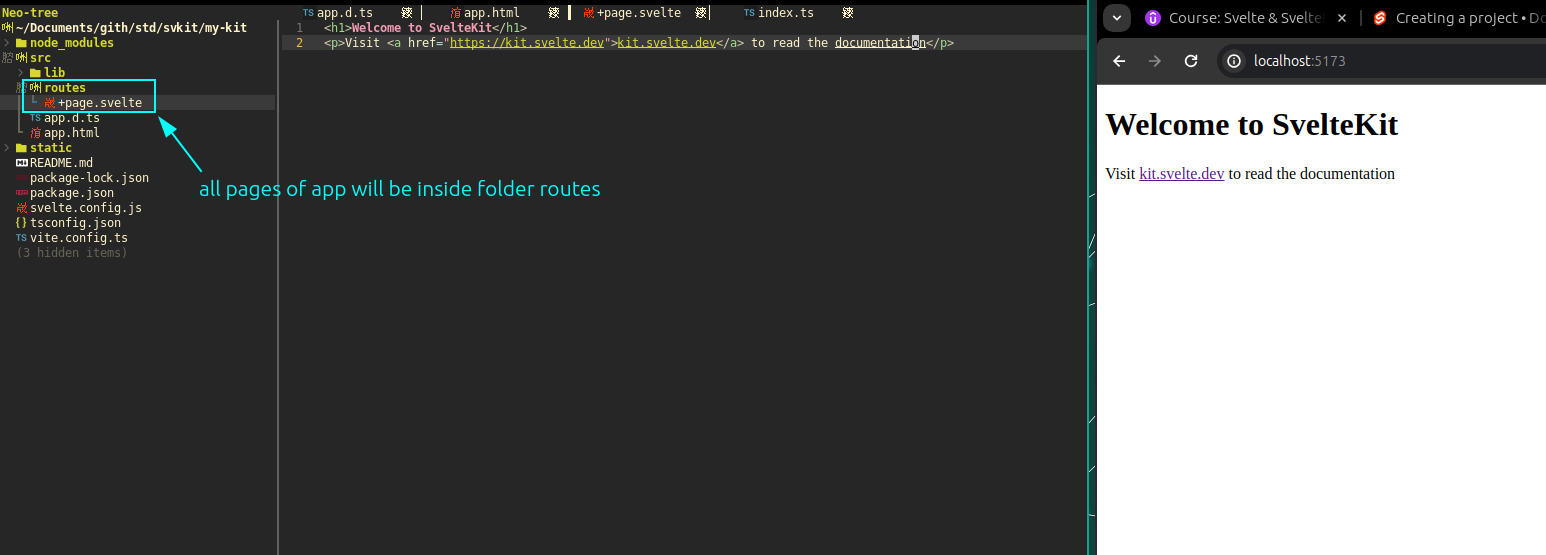 Neo-tree
~/Documents/gith/std/svkit/my-kit
node_modules
src
lib
routes
+page.svelte
app.d.ts
app.html
static
README.md
package-lock.json
package.json
svelte.config.js
{} tsconfig.json
TS vite.config.ts
(3 hidden items)
all pages of app will be inside folder routes
TS app.d.ts app.html +page.svelte TS index.ts
1 <h1>Welcome to SvelteKit</h1>
2 <p>Visit <a href="https://kit.svelte.dev">kit.svelte.dev</a> to read the documentation</p>
Course: Svelte & Svelte
Creating a project • Do
localhost:5173
Welcome to SvelteKit
Visit kit.svelte.dev to read the documentation